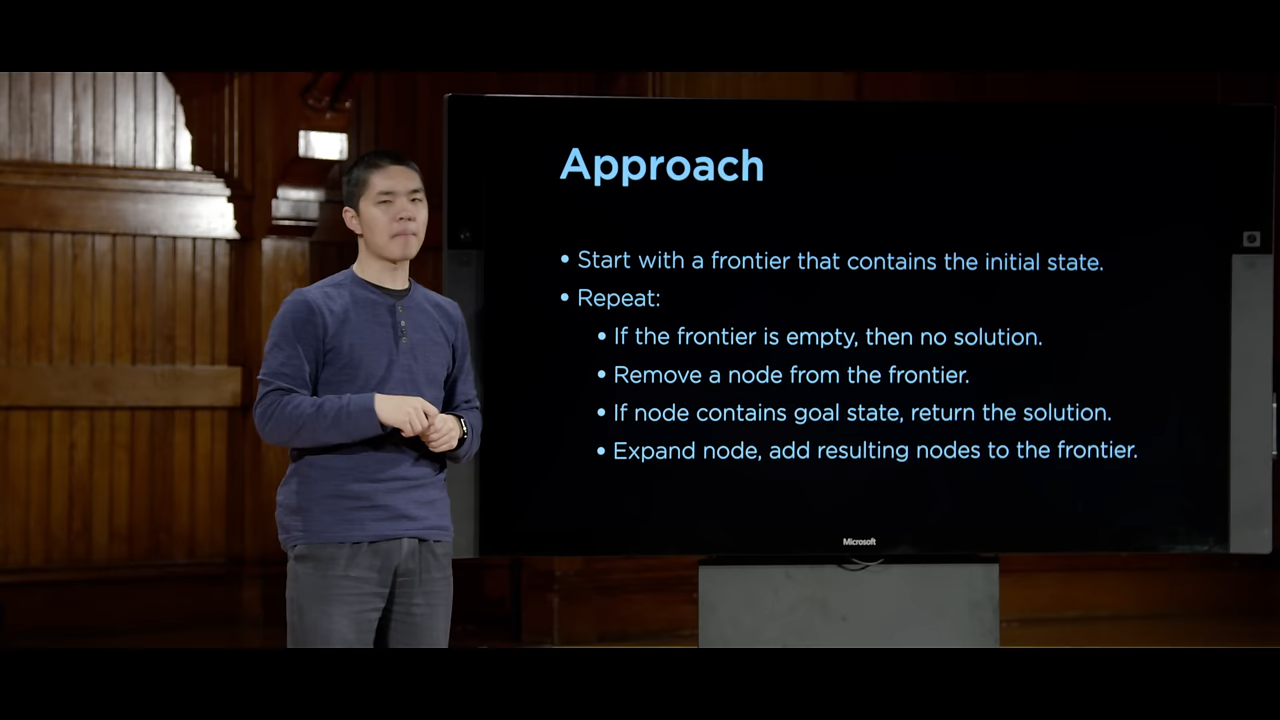 Approach
• Start with a frontier that contains the initial state.
• Repeat:
• If the frontier is empty, then no solution.
• Remove a node from the frontier.
• If node contains goal state, return the solution.
• Expand node, add resulting nodes to the frontier.
Microsoft